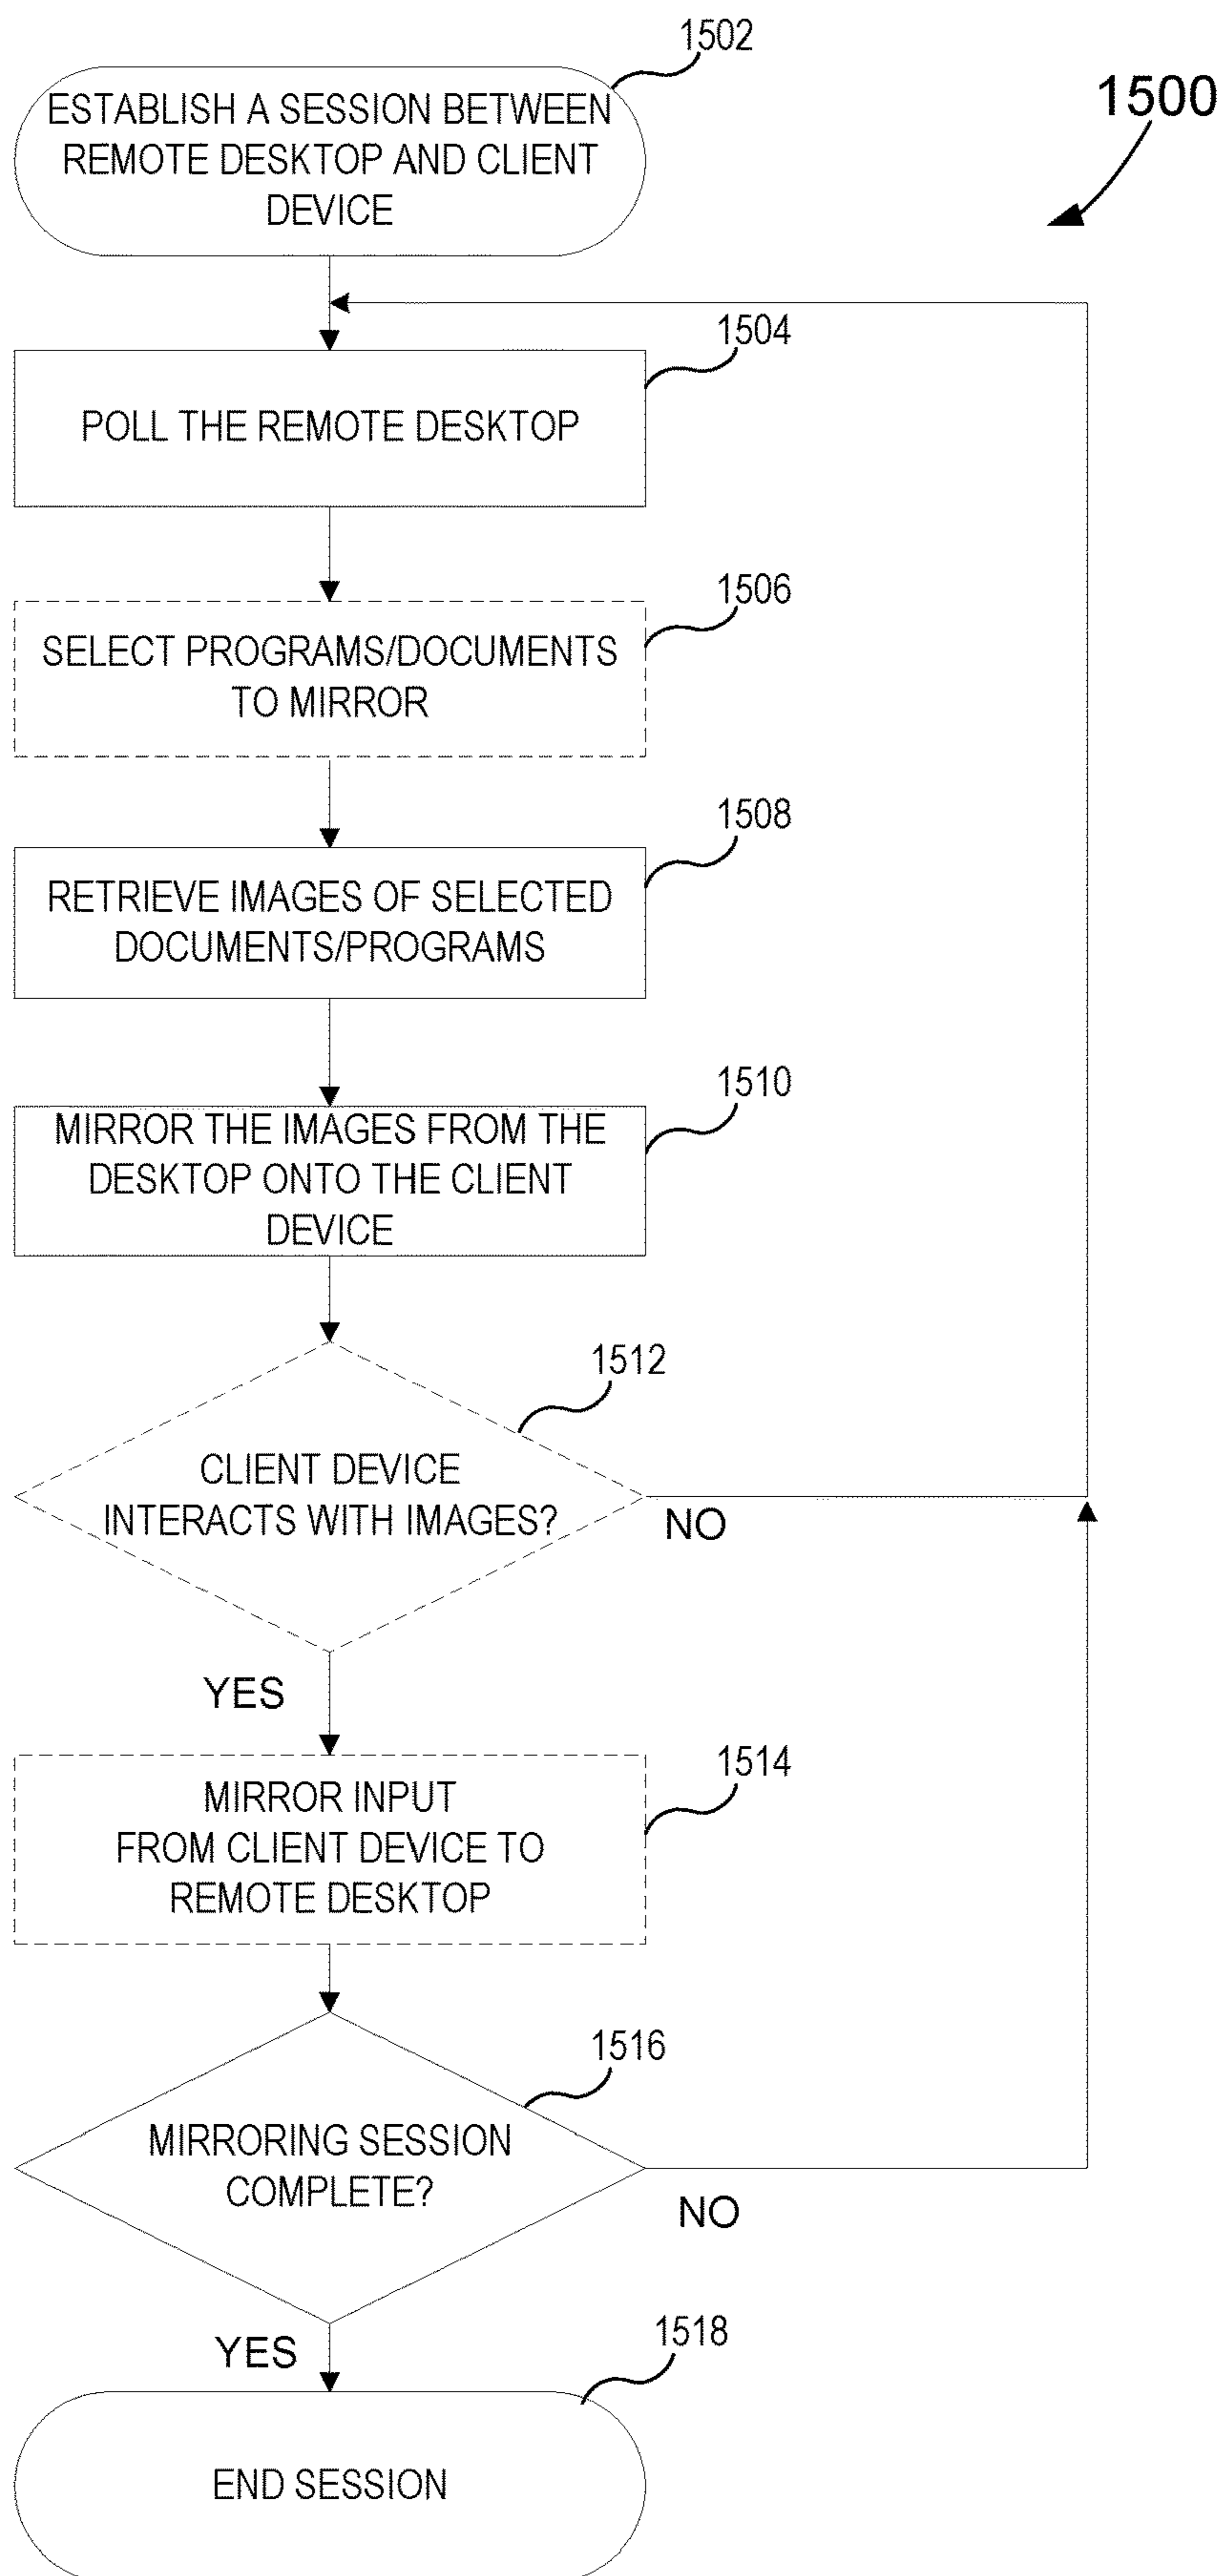 1502
1500
ESTABLISH A SESSION BETWEEN
REMOTE DESKTOP AND CLIENT
DEVICE
1504
POLL THE REMOTE DESKTOP
1506
SELECT PROGRAMS/DOCUMENTS
TO MIRROR
1508
RETRIEVE IMAGES OF SELECTED
DOCUMENTS/PROGRAMS
1510
MIRROR THE IMAGES FROM THE
DESKTOP ONTO THE CLIENT
DEVICE
1512
CLIENT DEVICE
INTERACTS WITH IMAGES?
NO
YES
1514
MIRROR INPUT
FROM CLIENT DEVICE TO
REMOTE DESKTOP
1516
MIRRORING SESSION
COMPLETE?
NO
YES
1518
END SESSION